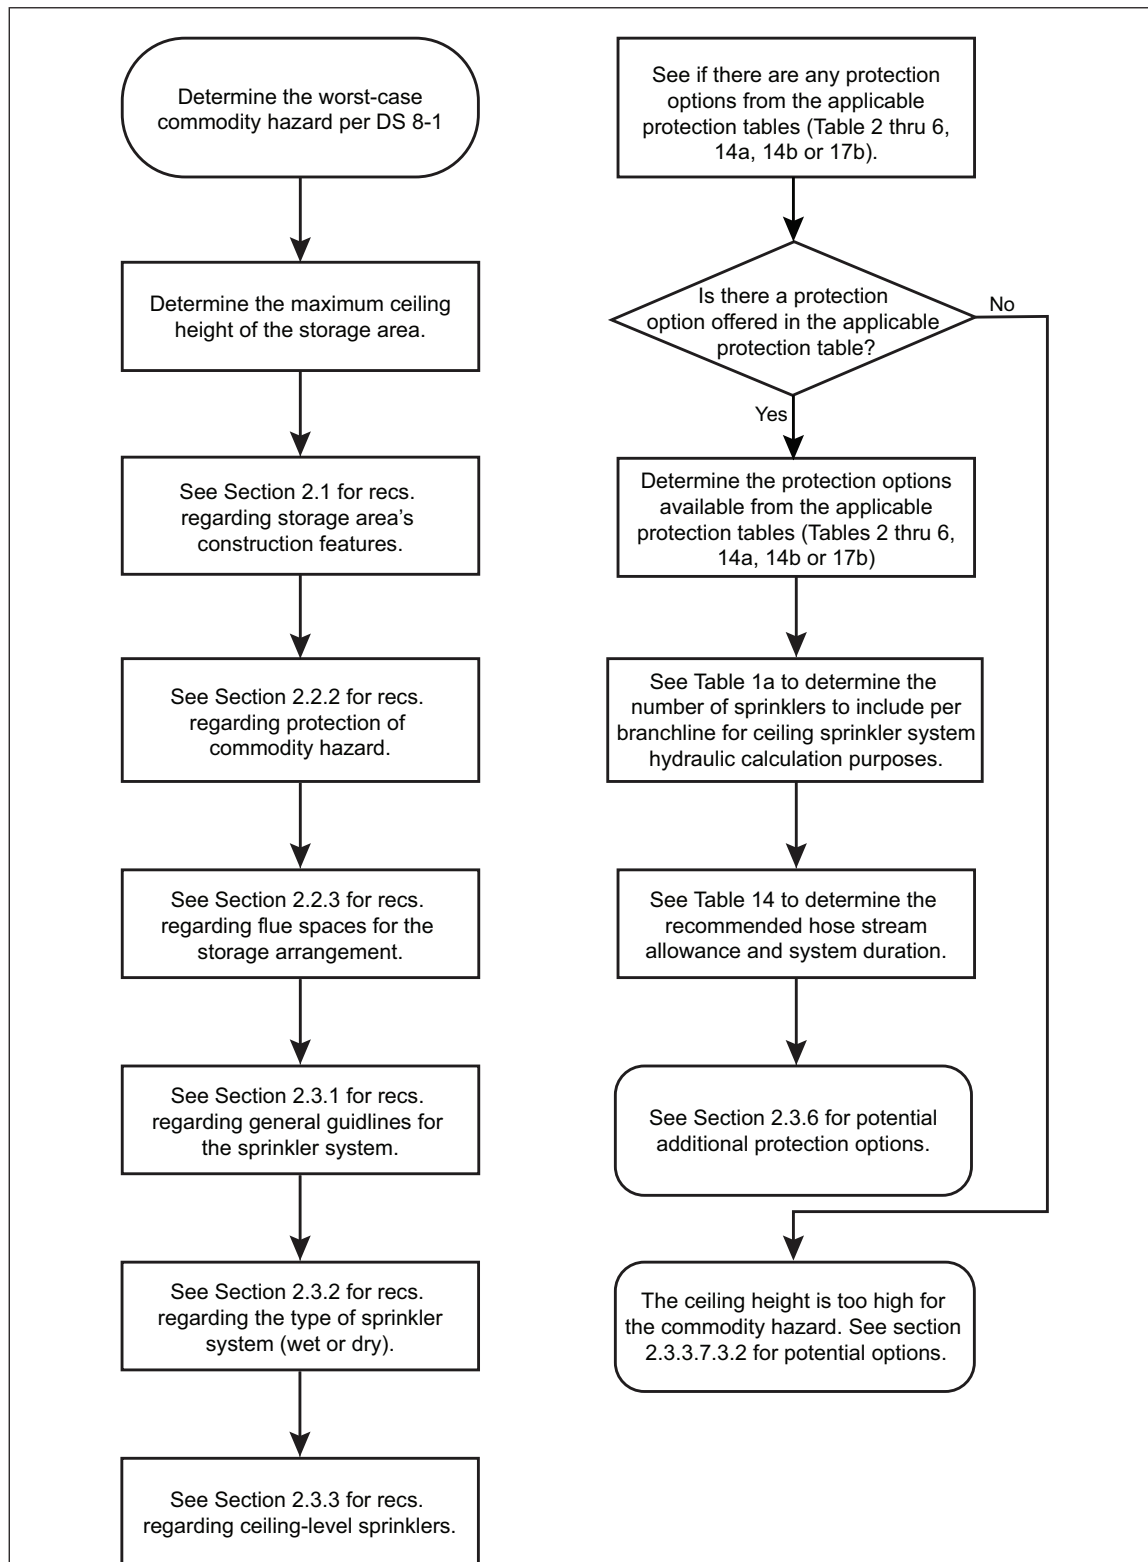 Determine the worst-case
commodity hazard per DS 8-1
Determine the maximum ceiling
height of the storage area.
See Section 2.1 for recs.
regarding storage area's
construction features.
See Section 2.2.2 for recs.
regarding protection of
commodity hazard.
See Section 2.2.3 for recs.
regarding flue spaces for the
storage arrangement.
See Section 2.3.1 for recs.
regarding general guidlines for
the sprinkler system.
See Section 2.3.2 for recs.
regarding the type of sprinkler
system (wet or dry).
See Section 2.3.3 for recs.
regarding ceiling-level sprinklers.
See if there are any protection
options from the applicable
protection tables (Table 2 thru 6,
14a, 14b or 17b).
Is there a protection
option offered in the applicable
protection table?
No
Yes
Determine the protection options
available from the applicable
protection tables (Tables 2 thru 6,
14a, 14b or 17b)
See Table 1a to determine the
number of sprinklers to include per
branchline for ceiling sprinkler system
hydraulic calculation purposes.
See Table 14 to determine the
recommended hose stream
allowance and system duration.
See Section 2.3.6 for potential
additional protection options.
The ceiling height is too high for
the commodity hazard. See section
2.3.3.7.3.2 for potential options.